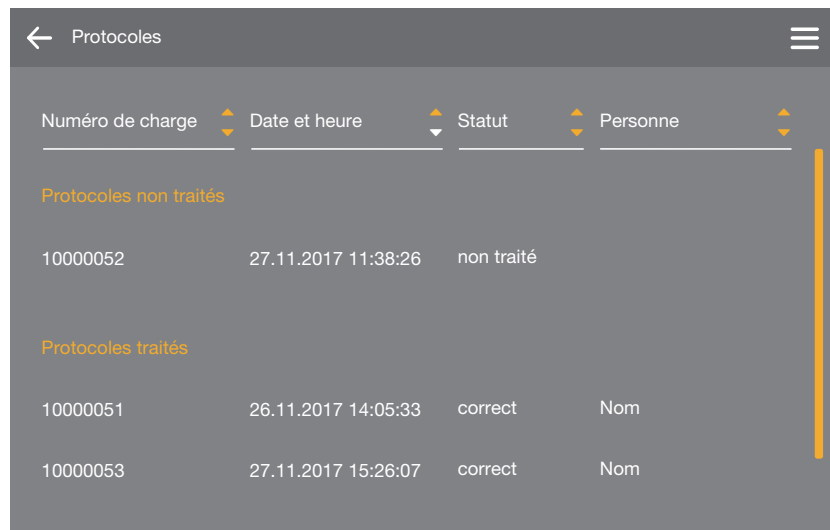 Protocoles
Numéro de charge Date et heure Statut Personne
Protocoles non traités
10000052 27.11.2017 11:38:26 non traité
Protocoles traités
10000051 26.11.2017 14:05:33 correct Nom
10000053 27.11.2017 15:26:07 correct Nom